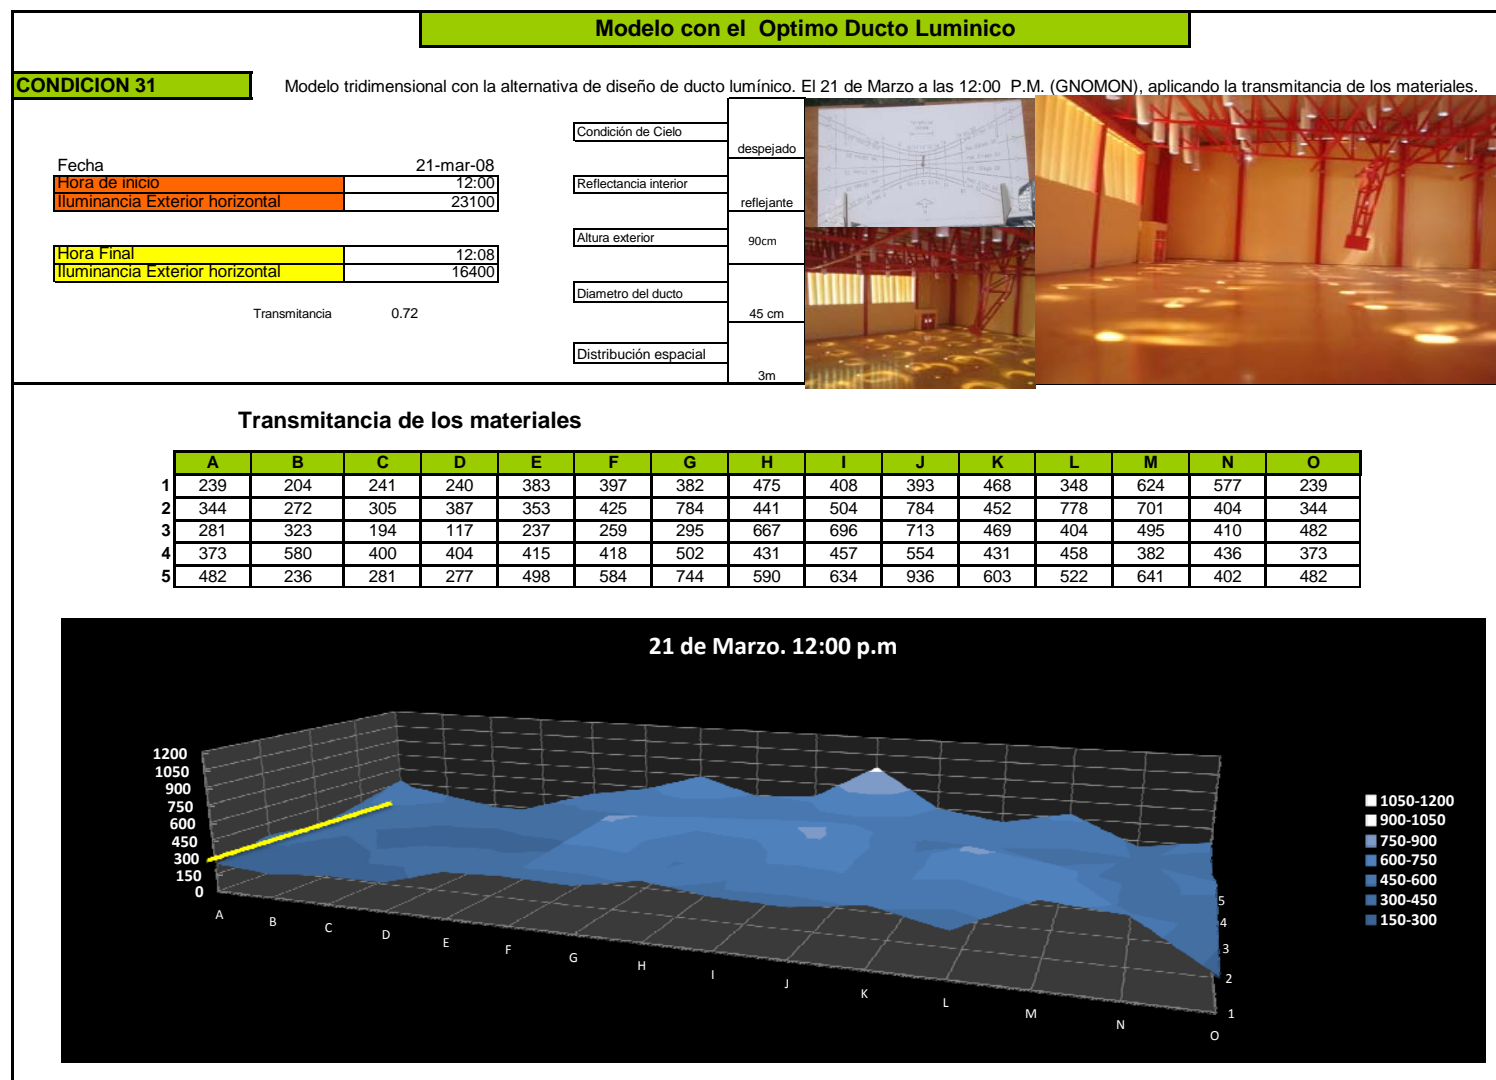 Modelo con el Optimo Ducto Luminico
CONDICION 31
Modelo tridimensional con la alternativa de diseño de ducto lumínico. El 21 de Marzo a las 12:00 P.M. (GNOMON), aplicando la transmitancia de los materiales.
Fecha 21-mar-08
Hora de inicio 12:00
Iluminancia Exterior horizontal 23100
Hora Final 12:08
Iluminancia Exterior horizontal 16400
Transmitancia 0.72
Condición de Cielo despejado
Reflectancia interior reflejante
Altura exterior 90cm
Diametro del ducto 45 cm
Distribución espacial 3m
Transmitancia de los materiales
A B C D E F G H I J K L M N O
1 239 204 241 240 383 397 382 475 408 393 468 348 624 577 239
2 344 272 305 387 353 425 784 441 504 784 452 778 701 404 344
3 281 323 194 117 237 259 295 667 696 713 469 404 495 410 482
4 373 580 400 404 415 418 502 431 457 554 431 458 382 436 373
5 482 236 281 277 498 584 744 590 634 936 603 522 641 402 482
21 de Marzo. 12:00 p.m
1200
1050
900
750
600
450
300
150
0
A B C D E F G H I J K L M N O
5
4
3
2
1
1050-1200
900-1050
750-900
600-750
450-600
300-450
150-300